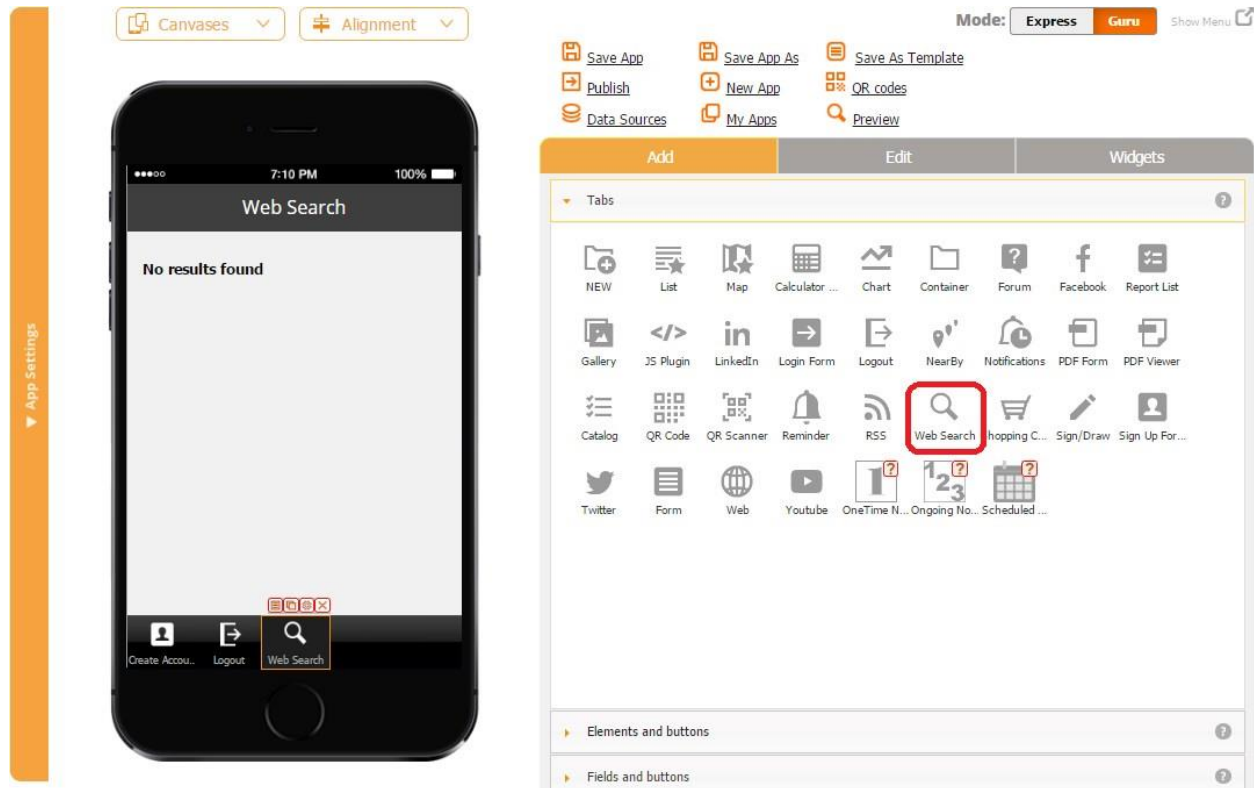 Canvases
Alignment
Mode: Express Guru Show Menu
Save App Save App As Save As Template
Publish New App QR codes
Data Sources My Apps Preview
Add Edit Widgets
Tabs
NEW List Map Calculator ... Chart Container Forum Facebook Report List
Gallery JS Plugin LinkedIn Login Form Logout NearBy Notifications PDF Form PDF Viewer
Catalog QR Code QR Scanner Reminder RSS Web Search hopping C... Sign/Draw Sign Up For...
Twitter Form Web Youtube OneTime N... Ongoing No... Scheduled ...
Elements and buttons
Fields and buttons
App Settings
7:10 PM 100%
Web Search
No results found
Create Accou.. Logout Web Search